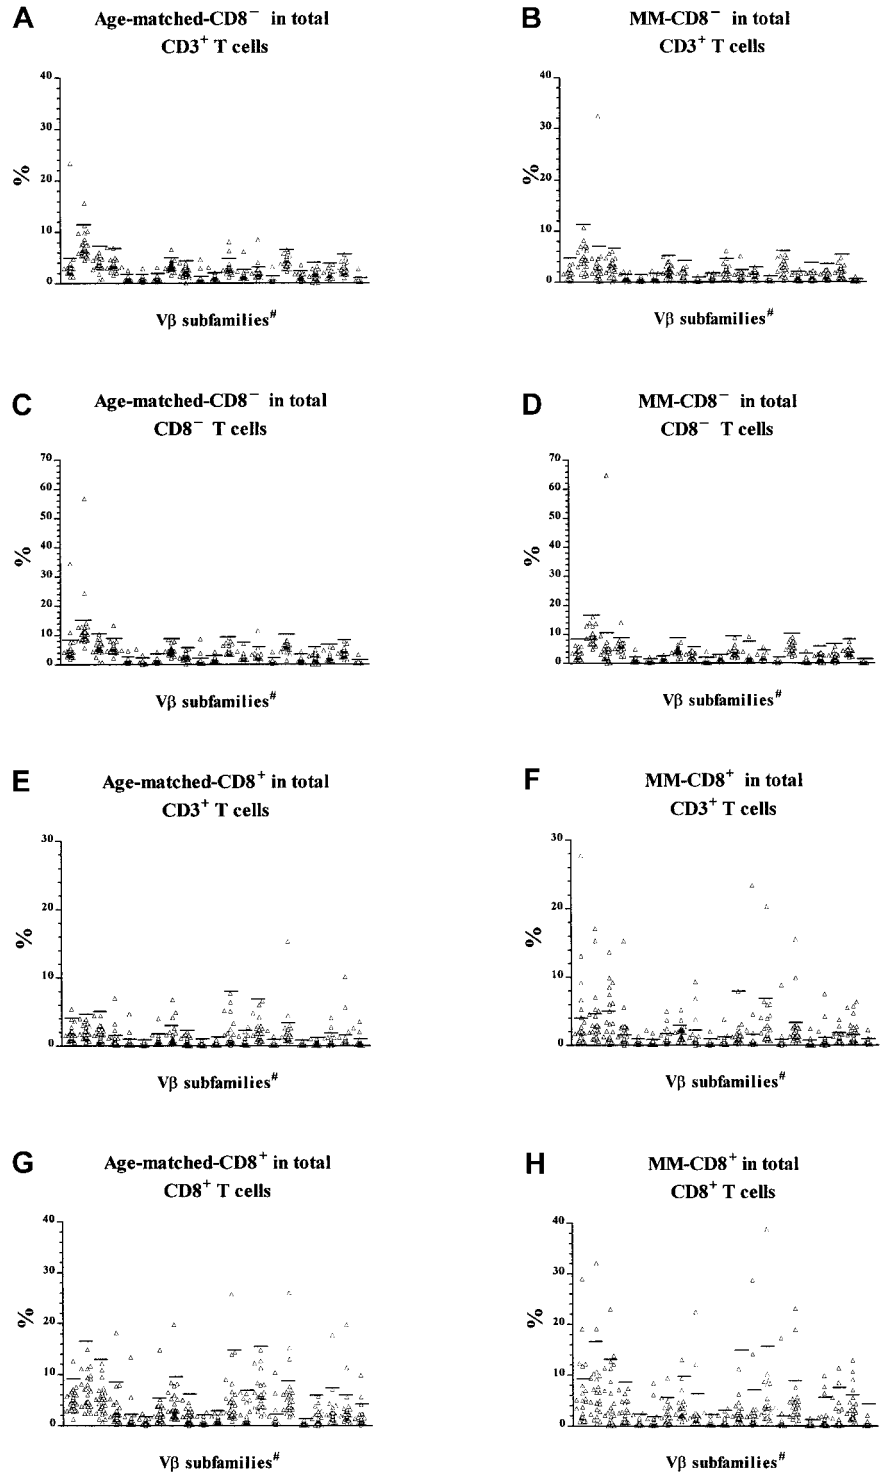 A
Age-matched-CD8⁻ in total
CD3⁺ T cells
40
30
20
10
0
%
Vβ subfamilies#
B
MM-CD8⁻ in total
CD3⁺ T cells
40
30
20
10
0
%
Vβ subfamilies#
C
Age-matched-CD8⁻ in total
CD8⁻ T cells
70
60
50
40
30
20
10
0
%
Vβ subfamilies#
D
MM-CD8⁻ in total
CD8⁻ T cells
70
60
50
40
30
20
10
0
%
Vβ subfamilies#
E
Age-matched-CD8⁺ in total
CD3⁺ T cells
30
20
10
0
%
Vβ subfamilies#
F
MM-CD8⁺ in total
CD3⁺ T cells
30
20
10
0
%
Vβ subfamilies#
G
Age-matched-CD8⁺ in total
CD8⁺ T cells
40
30
20
10
0
%
Vβ subfamilies#
H
MM-CD8⁺ in total
CD8⁺ T cells
40
30
20
10
0
%
Vβ subfamilies#